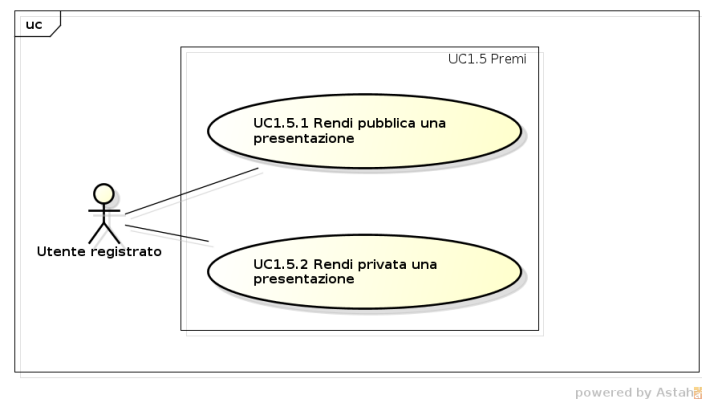 uc
UC1.5 Premi
UC1.5.1 Rendi pubblica una
presentazione
Utente registrato
UC1.5.2 Rendi privata una
presentazione
powered by Astah